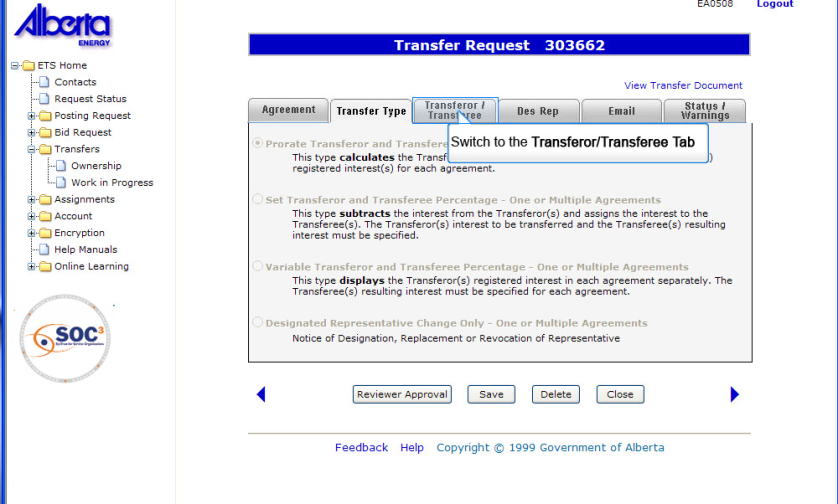 EA0508 Logout
Alberta
ENERGY
Transfer Request 303662
ETS Home
Contacts
Request Status
Posting Request
Bid Request
Transfers
Ownership
Work in Progress
Assignments
Account
Encryption
Help Manuals
Online Learning
SOC3
View Transfer Document
Agreement
Transfer Type
Transferor /
Transferee
Des Rep
Email
Status /
Warnings
Switch to the Transferor/Transferee Tab
Prorate Transferor and Transfere
This type calculates the Transf )
registered interest(s) for each agreement.
Set Transferor and Transferee Percentage - One or Multiple Agreements
This type subtracts the interest from the Transferor(s) and assigns the interest to the
Transferee(s). The Transferor(s) interest to be transferred and the Transferee(s) resulting
interest must be specified.
Variable Transferor and Transferee Percentage - One or Multiple Agreements
This type displays the Transferor(s) registered interest in each agreement separately. The
Transferee(s) resulting interest must be specified for each agreement.
Designated Representative Change Only - One or Multiple Agreements
Notice of Designation, Replacement or Revocation of Representative
Reviewer Approval
Save
Delete
Close
Feedback Help Copyright © 1999 Government of Alberta